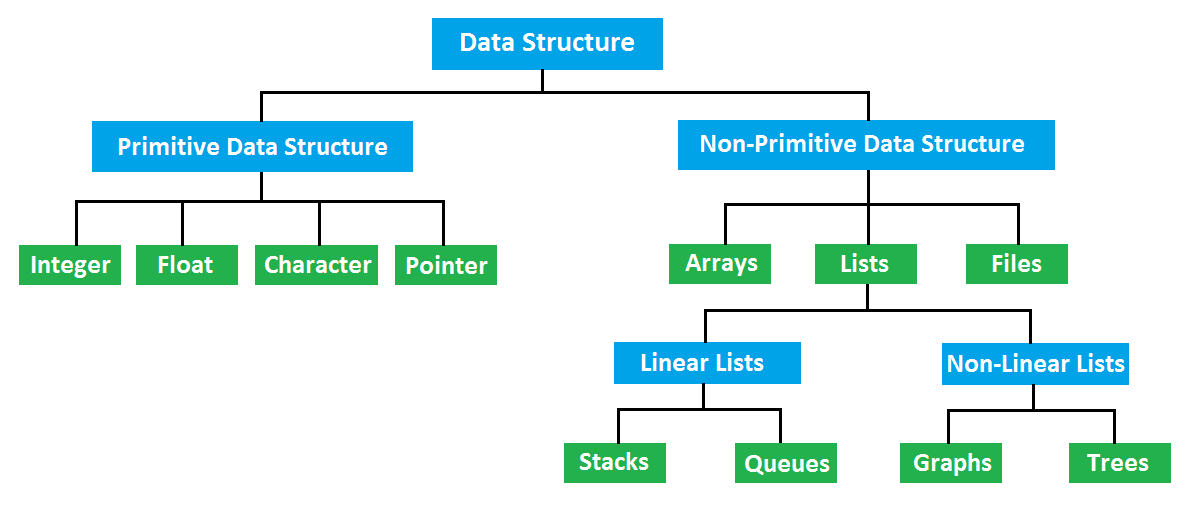 Data Structure
Primitive Data Structure
Non-Primitive Data Structure
Integer
Float
Character
Pointer
Arrays
Lists
Files
Linear Lists
Non-Linear Lists
Stacks
Queues
Graphs
Trees